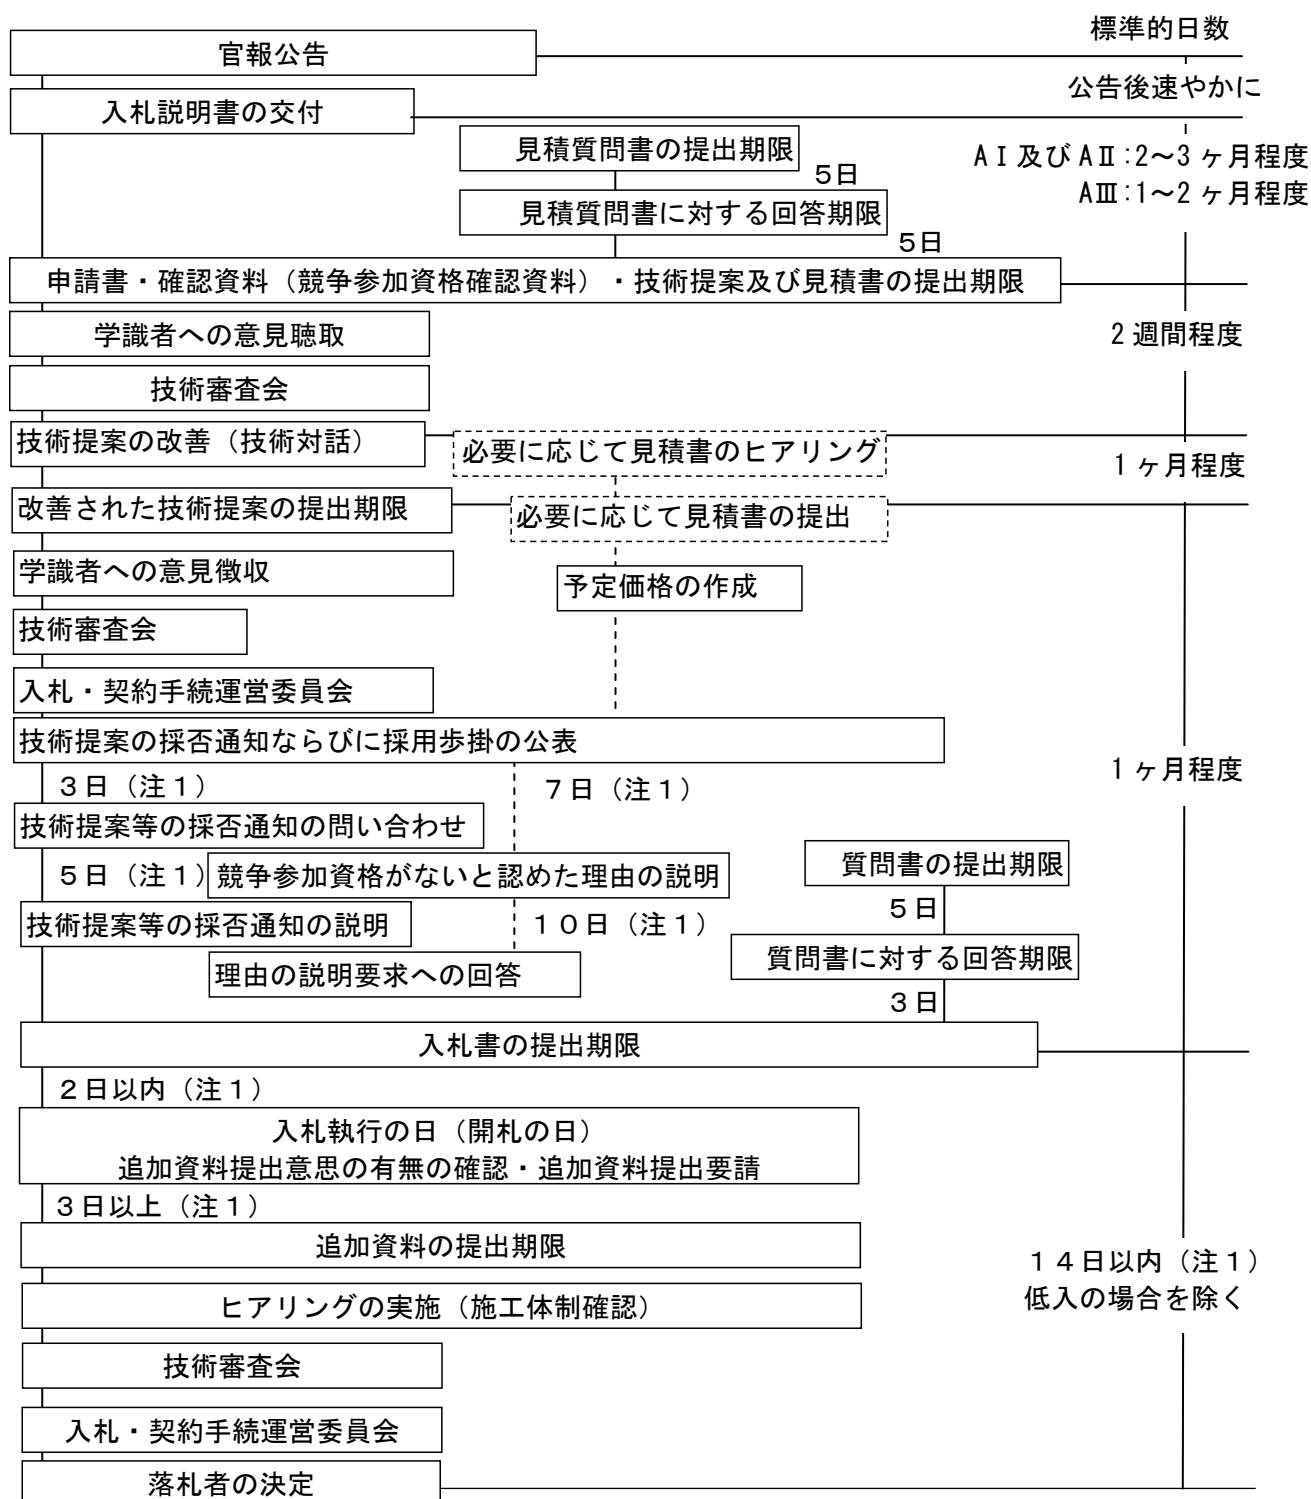 標準的日数
官報公告
公告後速やかに
入札説明書の交付
見積質問書の提出期限
AⅠ及びAⅡ:2～3ヶ月程度
5日
AⅢ:1～2ヶ月程度
見積質問書に対する回答期限
5日
申請書・確認資料（競争参加資格確認資料）・技術提案及び見積書の提出期限
学識者への意見聴取
2週間程度
技術審査会
技術提案の改善（技術対話）
必要に応じて見積書のヒアリング
1ヶ月程度
改善された技術提案の提出期限
必要に応じて見積書の提出
学識者への意見徴収
予定価格の作成
技術審査会
入札・契約手続運営委員会
技術提案の採否通知ならびに採用歩掛の公表
1ヶ月程度
３日（注１）
７日（注１）
技術提案等の採否通知の問い合わせ
質問書の提出期限
５日（注１）
競争参加資格がないと認めた理由の説明
５日
技術提案等の採否通知の説明
１０日（注１）
質問書に対する回答期限
理由の説明要求への回答
３日
入札書の提出期限
２日以内（注１）
入札執行の日（開札の日）
追加資料提出意思の有無の確認・追加資料提出要請
３日以上（注１）
追加資料の提出期限
１４日以内（注１）
低入の場合を除く
ヒアリングの実施（施工体制確認）
技術審査会
入札・契約手続運営委員会
落札者の決定